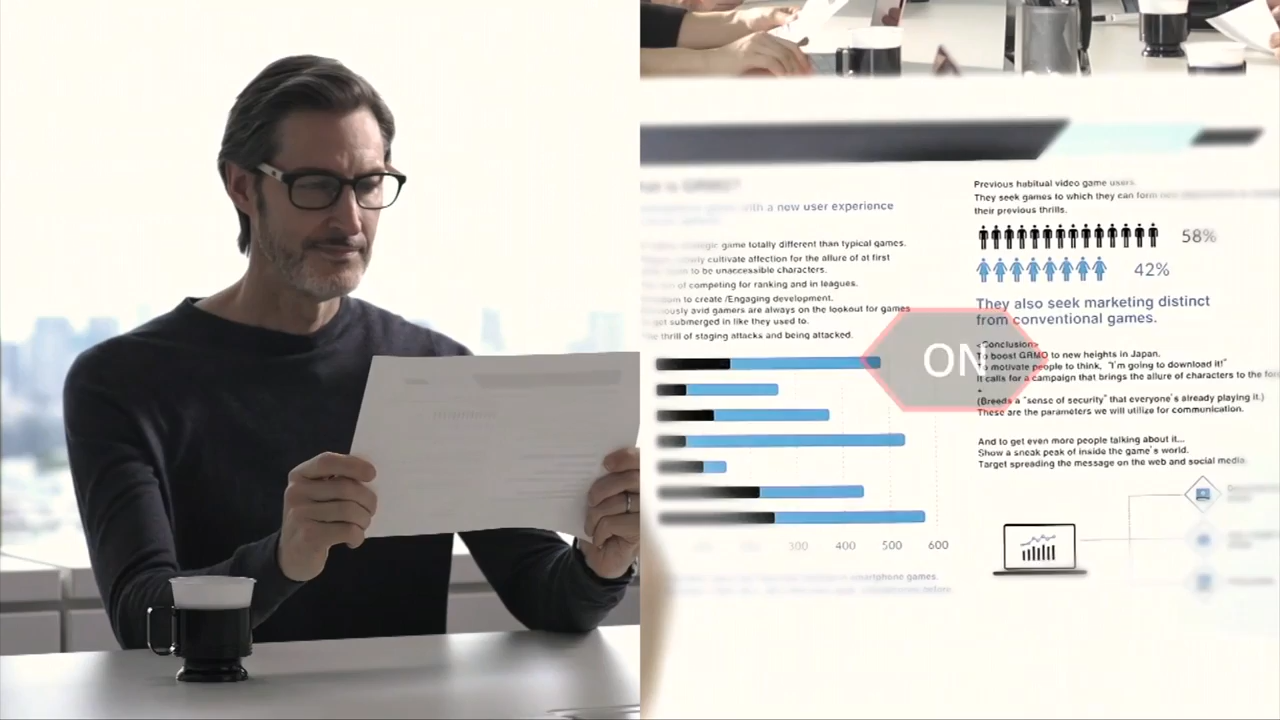 with a new user experience
game totally different than typical games.
cultivate affection for the allure of at first
to be unaccessible characters.
of competing for ranking and in leagues.
to create /Engaging development.
avid gamers are always on the lookout for games
submerged in like they used to.
thrill of staging attacks and being attacked.
300 400 500 600
smartphone games.
Previous habitual video game users.
They seek games to which they can form
their previous thrills.
58%
42%
They also seek marketing distinct
from conventional games.
ON
<Conclusion>
To boost GRMO to new heights in Japan.
To motivate people to think, "I'm going to download it!"
It calls for a campaign that brings the allure of characters to the
+
(Breeds a "sense of security" that everyone's already playing it.)
These are the parameters we will utilize for communication.
And to get even more people talking about it...
Show a sneak peak of inside the game's world.
Target spreading the message on the web and social media.